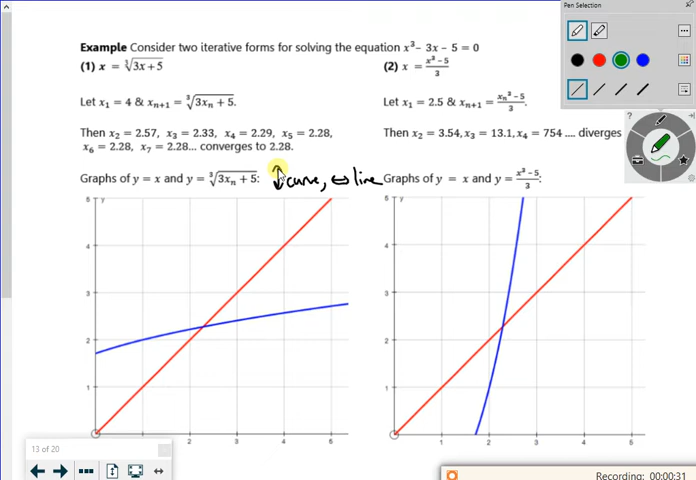 Pen Selection
Example Consider two iterative forms for solving the equation x³ – 3x – 5 = 0
(1) x = ∛(3x + 5)
(2) x = (x³ – 5)/3
Let x₁ = 4 & xₙ₊₁ = ∛(3xₙ + 5).
Let x₁ = 2.5 & xₙ₊₁ = (xₙ³ – 5)/3.
Then x₂ = 2.57, x₃ = 2.33, x₄ = 2.29, x₅ = 2.28,
x₆ = 2.28, x₇ = 2.28... converges to 2.28.
Then x₂ = 3.54, x₃ = 13.1, x₄ = 754 .... diverges
Graphs of y = x and y = ∛(3xₙ + 5):
↕ curve, ⇔ line
Graphs of y = x and y = (x³ – 5)/3:
5 y
4
3
2
1
2 3 4 5
5 y
4
3
2
1
1 2 3 4 5
13 of 20
Recording: 00:00:31